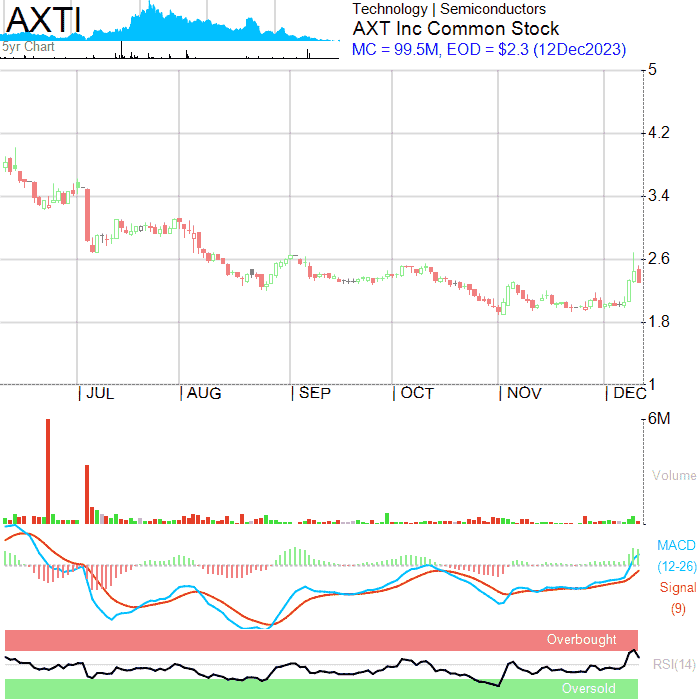 AXTI
5yr Chart
Technology | Semiconductors
AXT Inc Common Stock
MC = 99.5M, EOD = $2.3 (12Dec2023)
5
4.2
3.4
2.6
1.8
1
| JUL | AUG | SEP | OCT | NOV | DEC
6M
Volume
MACD
(12-26)
Signal
(9)
Overbought
RSI(14)
Oversold